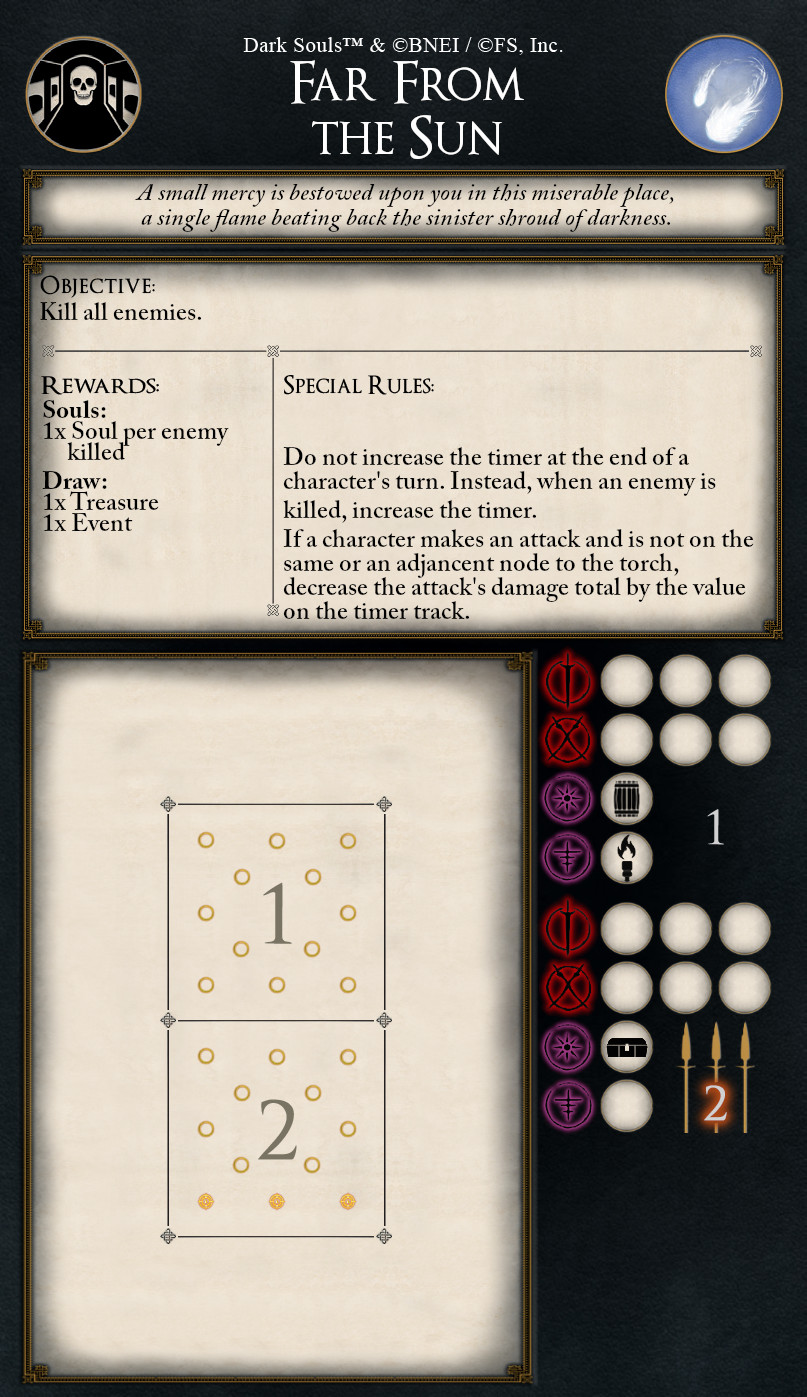 Dark Souls™ & ©BNEI / ©FS, Inc.
Far From
the Sun
A small mercy is bestowed upon you in this miserable place,
a single flame beating back the sinister shroud of darkness.
Objective:
Kill all enemies.
Rewards:
Souls:
1x Soul per enemy
killed
Draw:
1x Treasure
1x Event
Special Rules:
Do not increase the timer at the end of a
character's turn. Instead, when an enemy is
killed, increase the timer.
If a character makes an attack and is not on the
same or an adjancent node to the torch,
decrease the attack's damage total by the value
on the timer track.
1
2
1
2